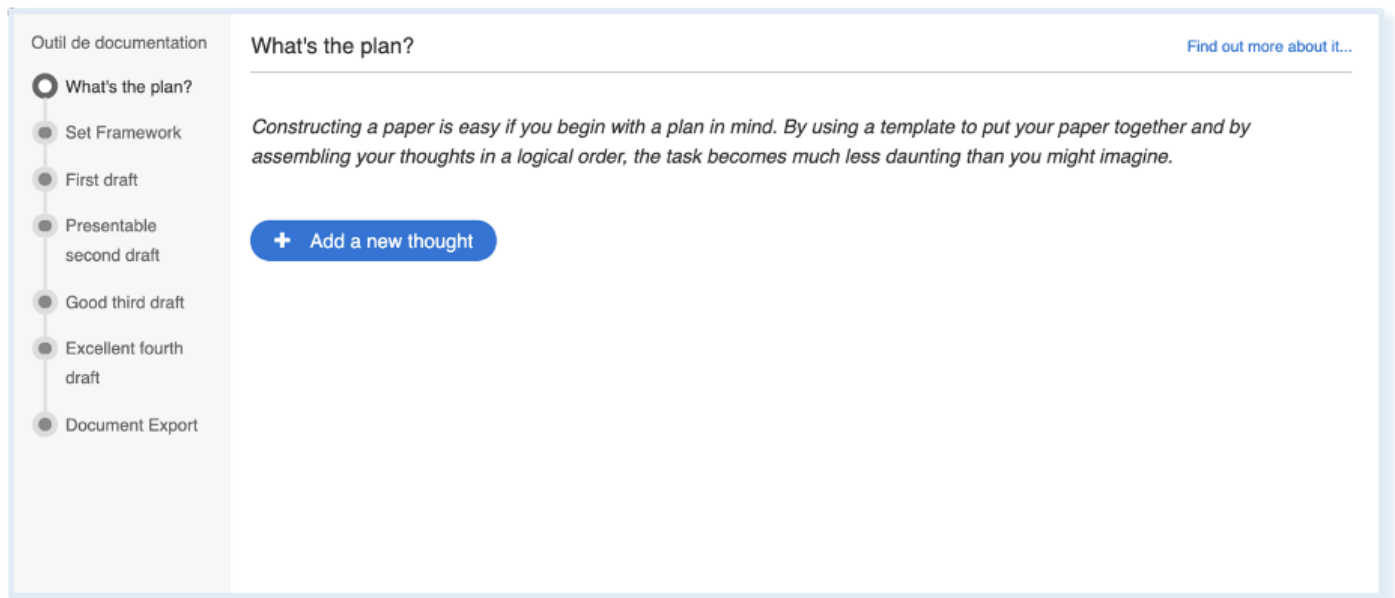 Outil de documentation
What's the plan?
Set Framework
First draft
Presentable
second draft
Good third draft
Excellent fourth
draft
Document Export
What's the plan?
Find out more about it...
Constructing a paper is easy if you begin with a plan in mind. By using a template to put your paper together and by
assembling your thoughts in a logical order, the task becomes much less daunting than you might imagine.
+ Add a new thought